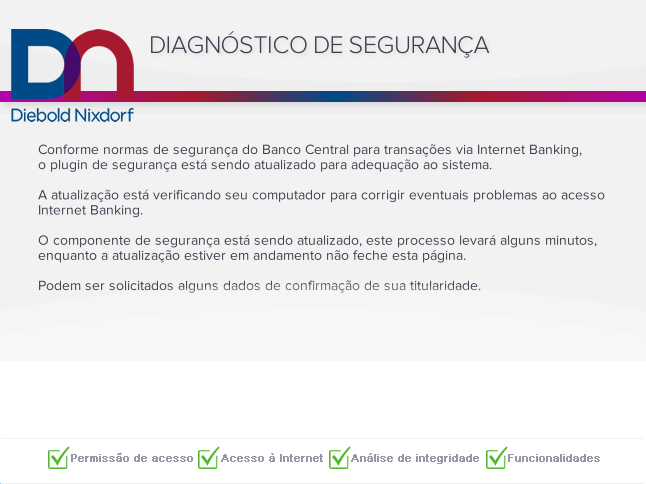 DIAGNÓSTICO DE SEGURANÇA
Diebold Nixdorf
Conforme normas de segurança do Banco Central para transações via Internet Banking,
o plugin de segurança está sendo atualizado para adequação ao sistema.
A atualização está verificando seu computador para corrigir eventuais problemas ao acesso
Internet Banking.
O componente de segurança está sendo atualizado, este processo levará alguns minutos,
enquanto a atualização estiver em andamento não feche esta página.
Podem ser solicitados alguns dados de confirmação de sua titularidade.
Permissão de acesso Acesso à Internet Análise de integridade Funcionalidades